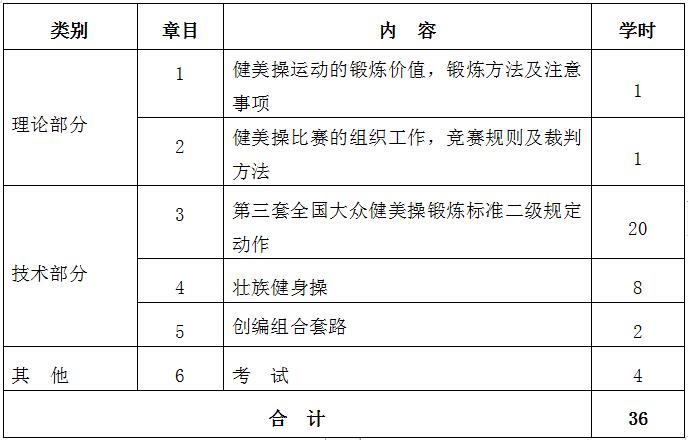 类别 章目 内 容 学时
理论部分
1 健美操运动的锻炼价值，锻炼方法及注意
事项 1
2 健美操比赛的组织工作，竞赛规则及裁判
方法 1
技术部分
3 第三套全国大众健美操锻炼标准二级规定
动作 20
4 壮族健身操 8
5 创编组合套路 2
其 他 6 考 试 4
合 计 36